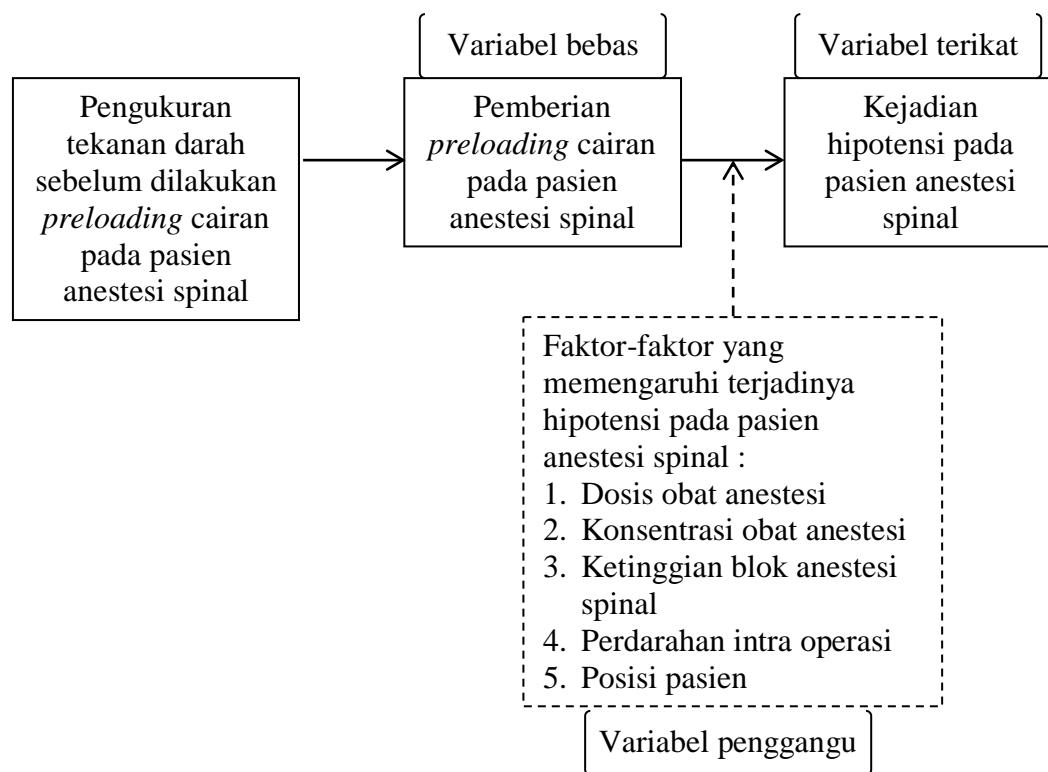 Variabel bebas
Variabel terikat
Pengukuran
tekanan darah
sebelum dilakukan
preloading cairan
pada pasien
anestesi spinal
Pemberian
preloading cairan
pada pasien
anestesi spinal
Kejadian
hipotensi pada
pasien anestesi
spinal
Faktor-faktor yang
memengaruhi terjadinya
hipotensi pada pasien
anestesi spinal :
1. Dosis obat anestesi
2. Konsentrasi obat anestesi
3. Ketinggian blok anestesi
spinal
4. Perdarahan intra operasi
5. Posisi pasien
Variabel penggangu